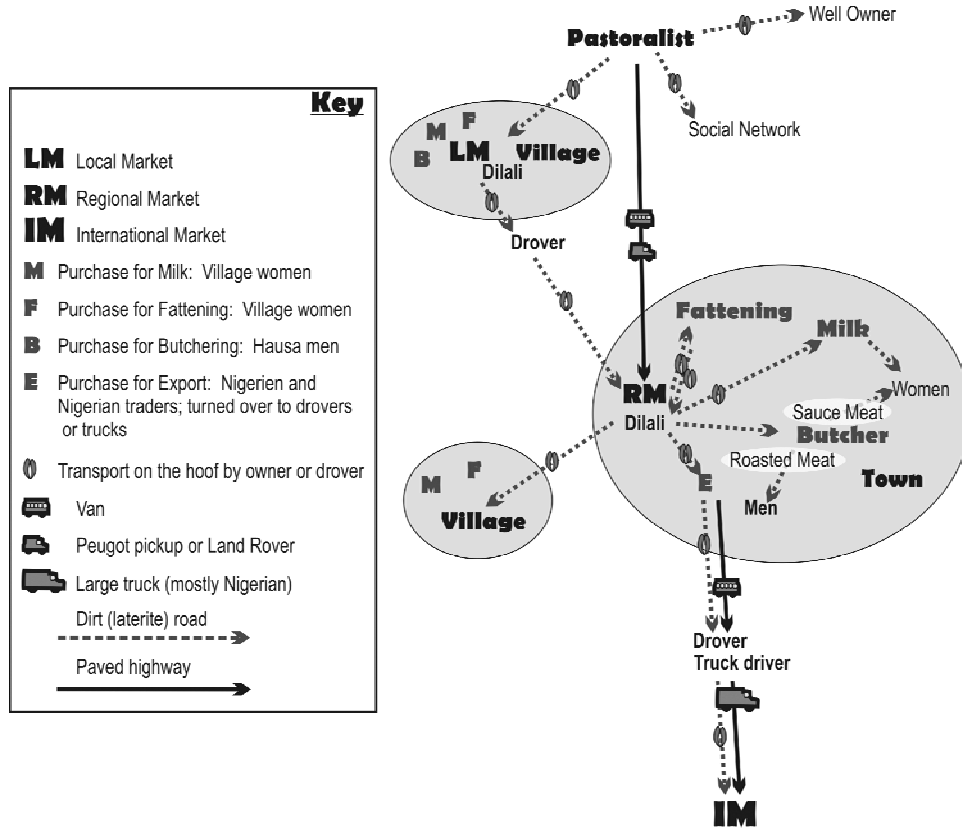 Key
LM Local Market
RM Regional Market
IM International Market
M Purchase for Milk: Village women
F Purchase for Fattening: Village women
B Purchase for Butchering: Hausa men
E Purchase for Export: Nigerien and
Nigerian traders; turned over to drovers
or trucks
Transport on the hoof by owner or drover
Van
Peugot pickup or Land Rover
Large truck (mostly Nigerian)
Dirt (laterite) road
Paved highway
Well Owner
Pastoralist
Social Network
M F
B LM Village
Dilali
Drover
Fattening
Milk
RM
Dilali
Women
Sauce Meat
Butcher
Roasted Meat
E
Town
Men
M F
Village
Drover
Truck driver
IM